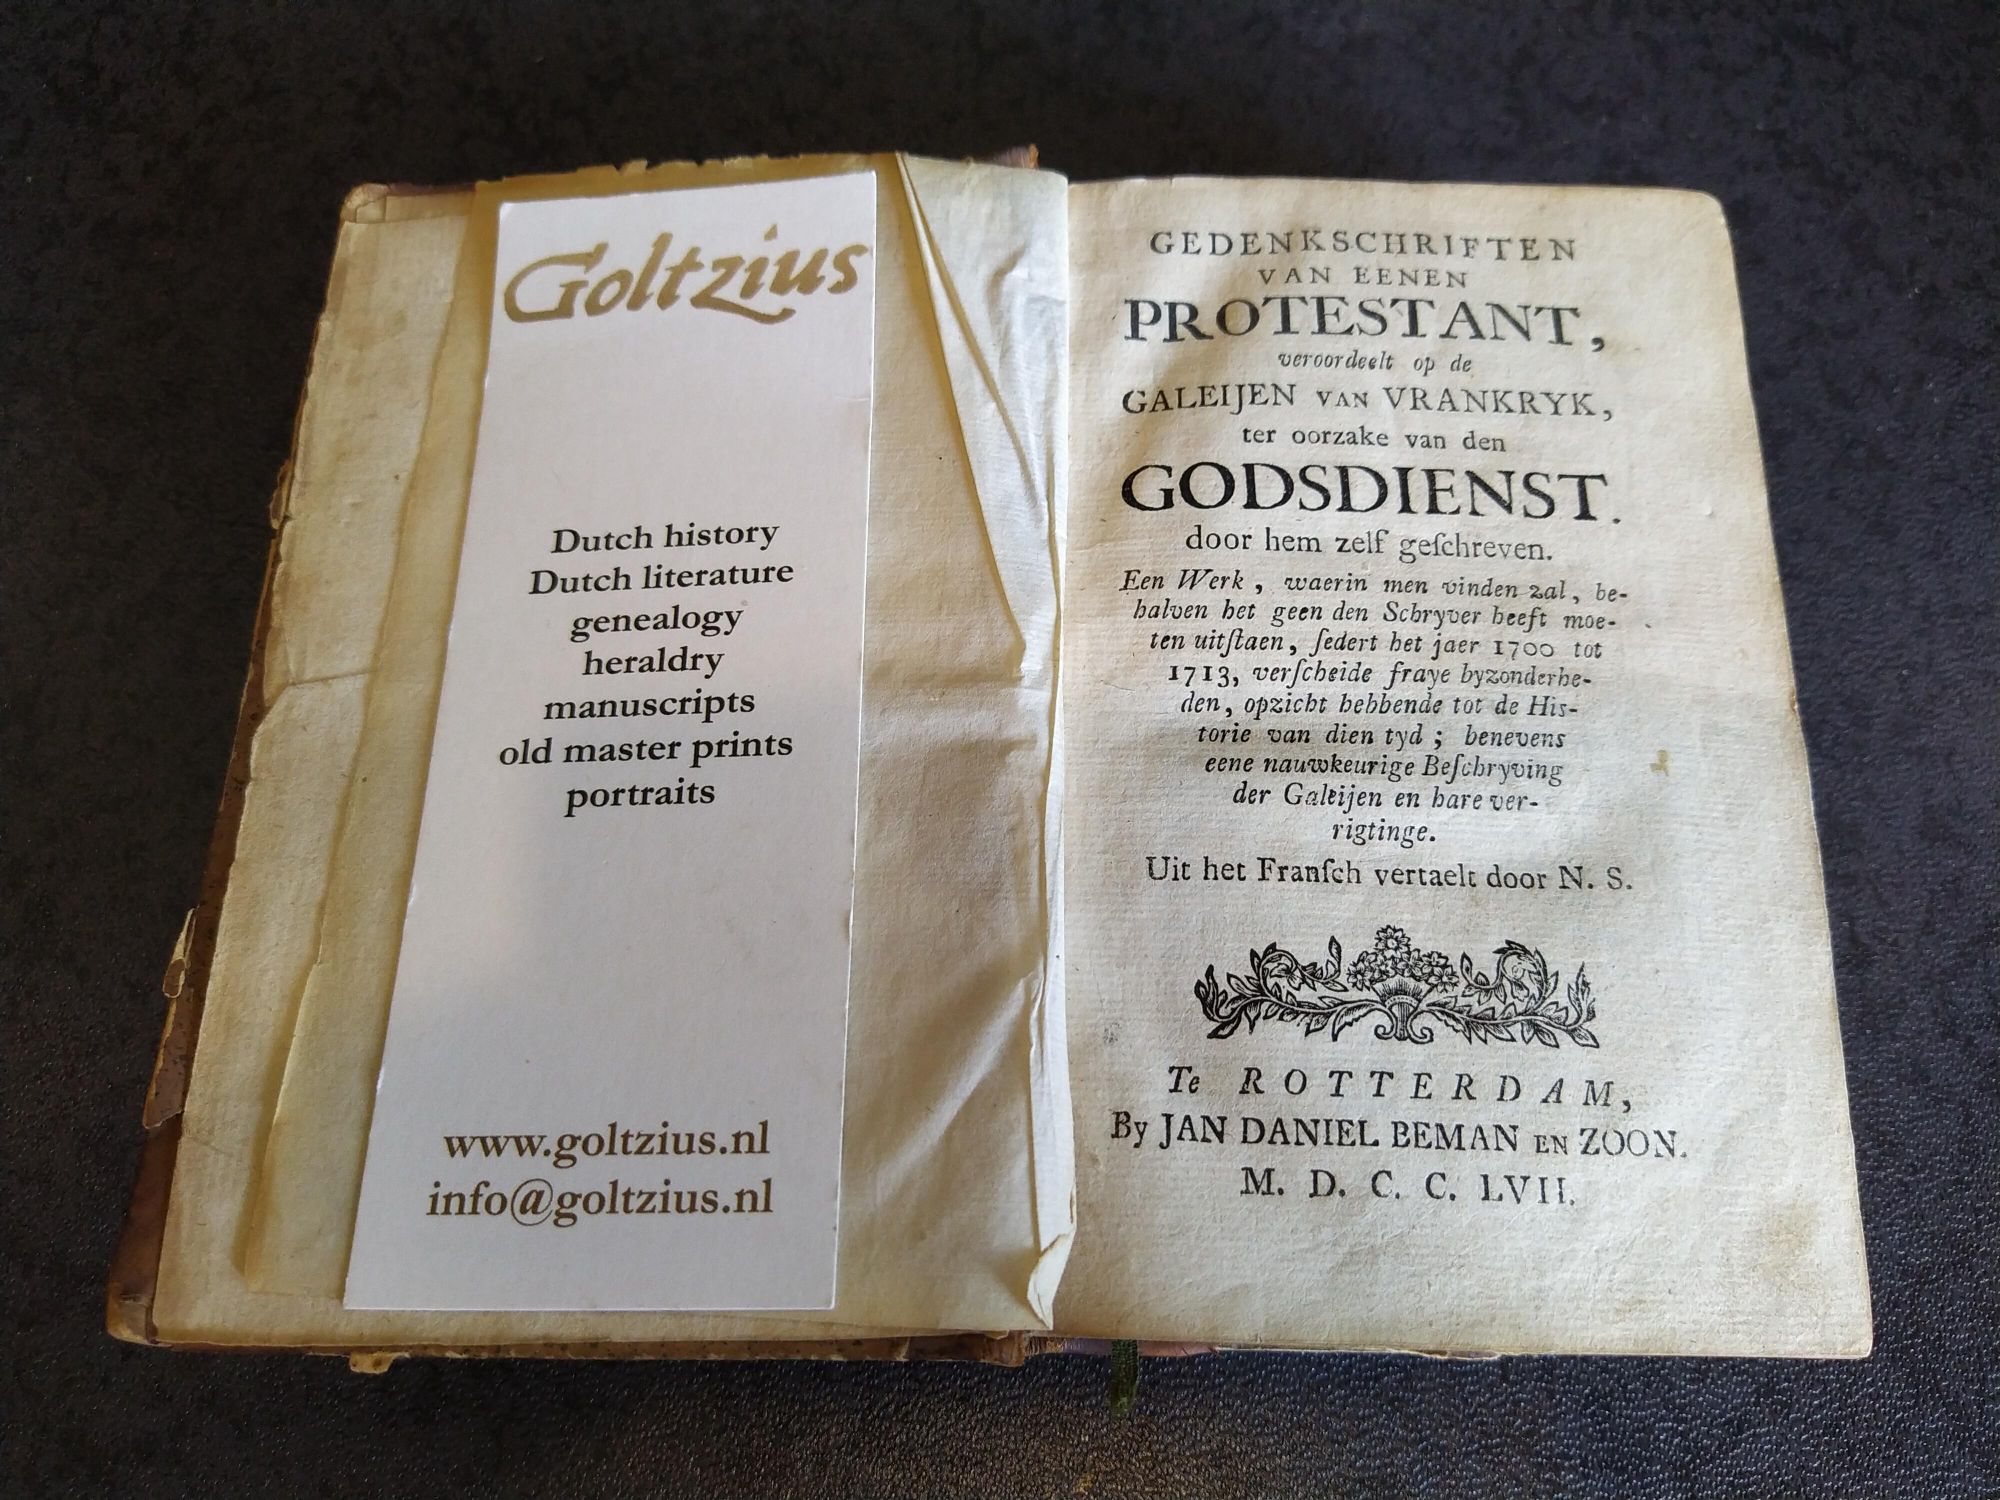 Goltzius
Dutch history
Dutch literature
genealogy
heraldry
manuscripts
old master prints
portraits
www.goltzius.nl
info@goltzius.nl
GEDENKSCHRIFTEN
VAN EENEN
PROTESTANT,
veroordeelt op de
GALEIJEN VAN VRANKRYK,
ter oorzake van den
GODSDIENST.
door hem zelf geſchreven.
Een Werk, waerin men vinden zal, be-
halven het geen den Schryver heeft moe-
ten uitſtaen, ſedert het jaer 1700 tot
1713, verſcheide fraye byzonderhe-
den, opzicht hebbende tot de His-
torie van dien tyd; benevens
eene nauwkeurige Beſchryving
der Galeijen en hare ver-
rigtinge.
Uit het Franſch vertaelt door N. S.
Te ROTTERDAM,
By JAN DANIEL BEMAN EN ZOON.
M. D. C. C. LVII.